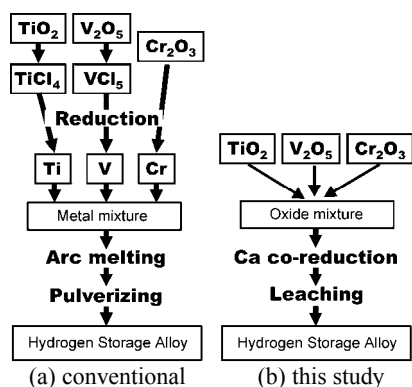 TiO2 V2O5 Cr2O3
TiCl4 VCl5
Reduction
Ti V Cr
Metal mixture
Arc melting
Pulverizing
Hydrogen Storage Alloy
(a) conventional
TiO2 V2O5 Cr2O3
Oxide mixture
Ca co-reduction
Leaching
Hydrogen Storage Alloy
(b) this study